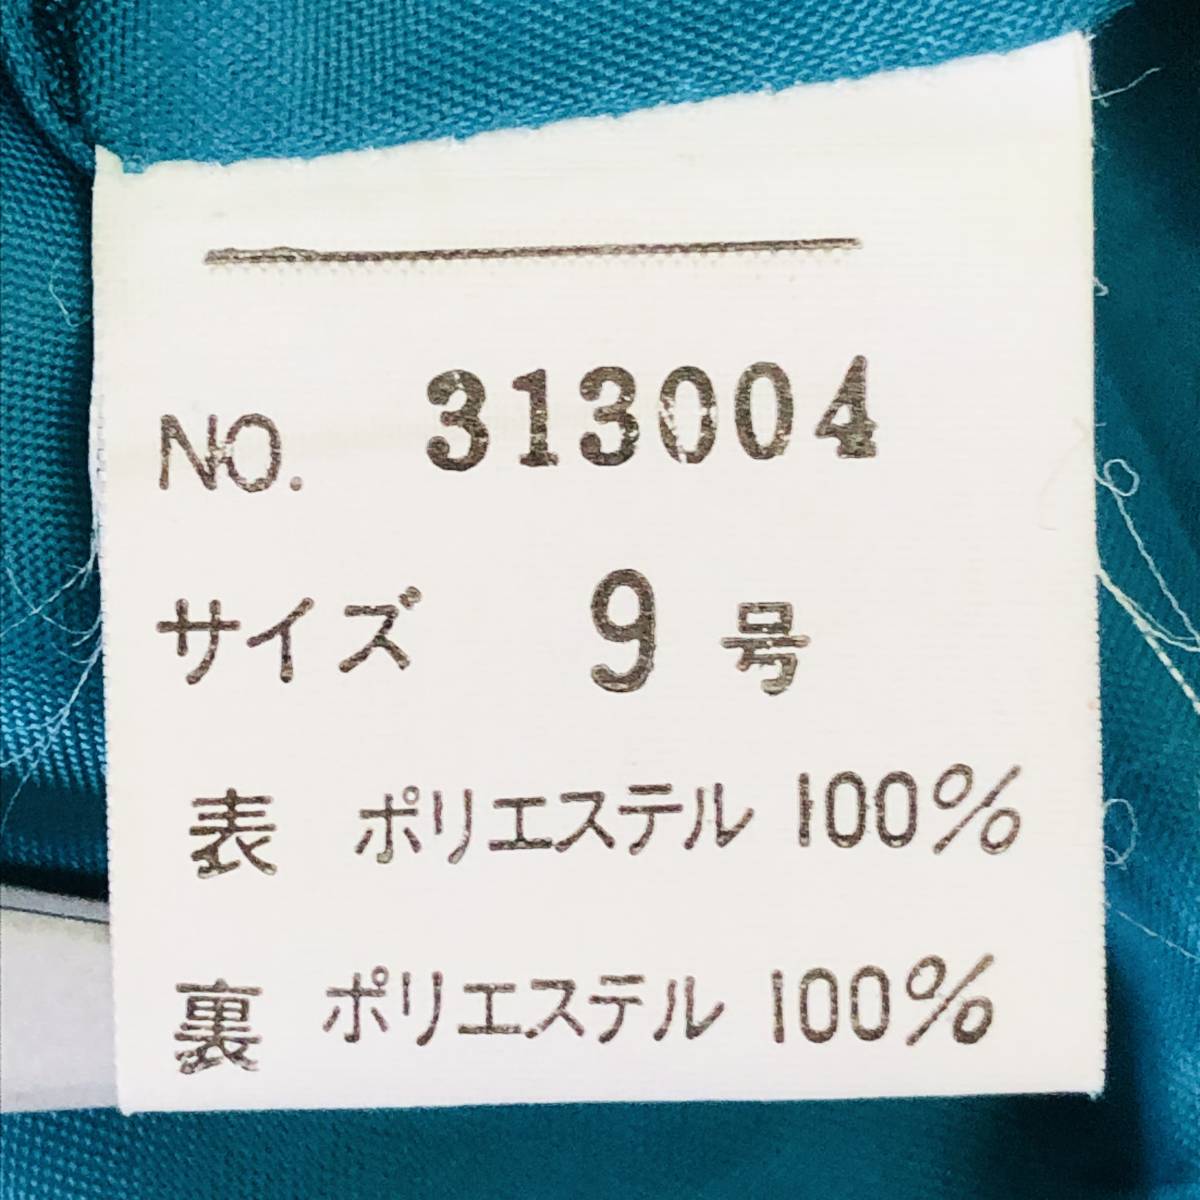 NO. 313004
サイズ 9 号
表 ポリエステル 100%
裏 ポリエステル 100%